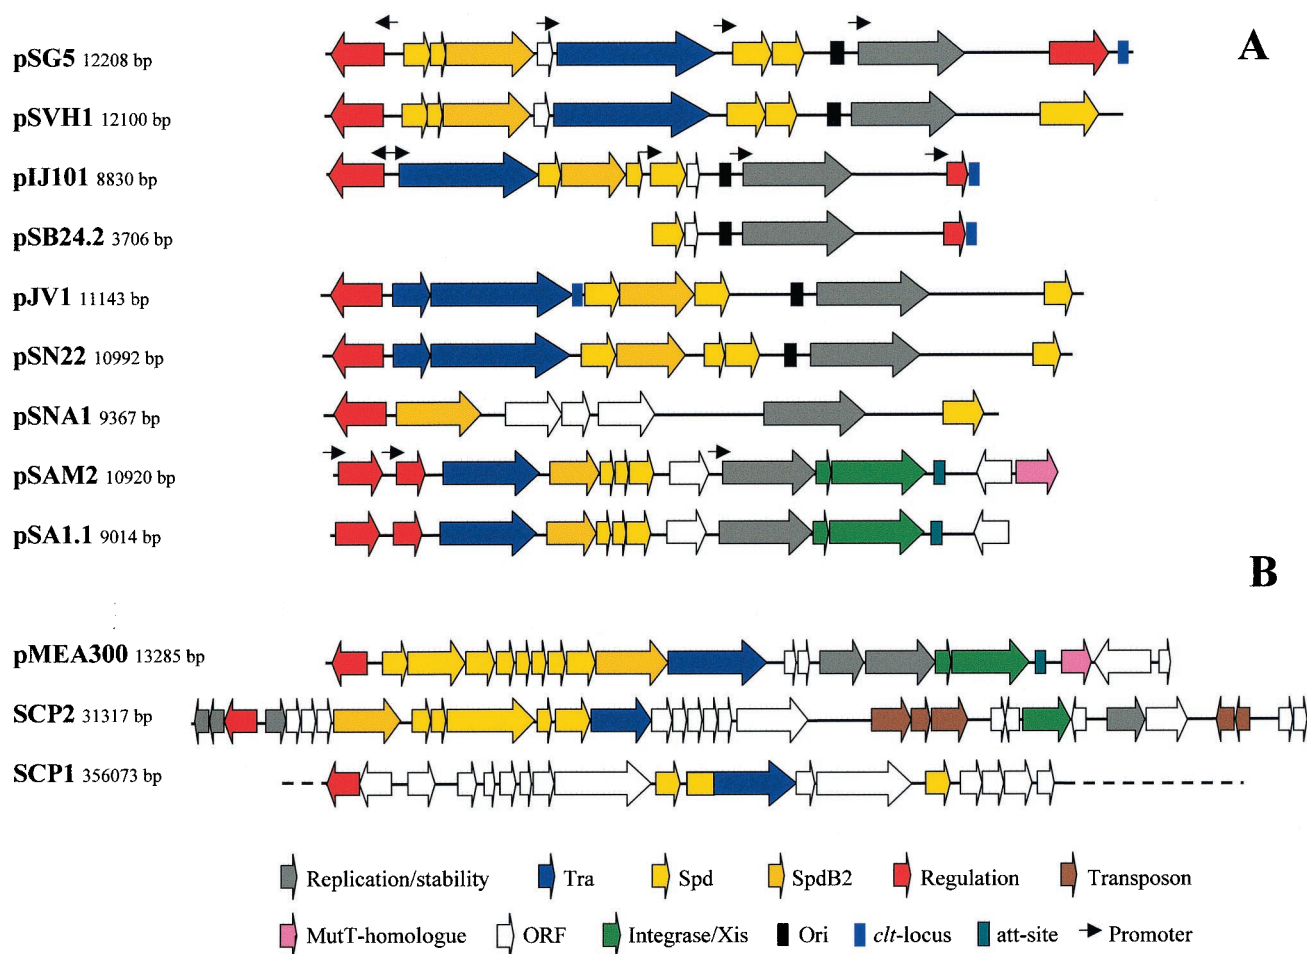 A
pSG5 12208 bp
pSVH1 12100 bp
pIJ101 8830 bp
pSB24.2 3706 bp
pJV1 11143 bp
pSN22 10992 bp
pSNA1 9367 bp
pSAM2 10920 bp
pSA1.1 9014 bp
B
pMEA300 13285 bp
SCP2 31317 bp
SCP1 356073 bp
Replication/stability Tra Spd SpdB2 Regulation Transposon
MutT-homologue ORF Integrase/Xis Ori clt-locus att-site Promoter